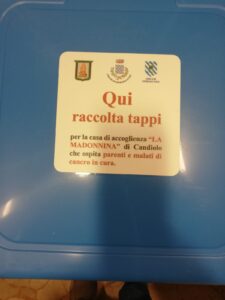 Qui
raccolta tappi
per la casa di accoglienza "LA
MADONNINA" di Candiolo
che ospita parenti e malati di
cancro in cura.